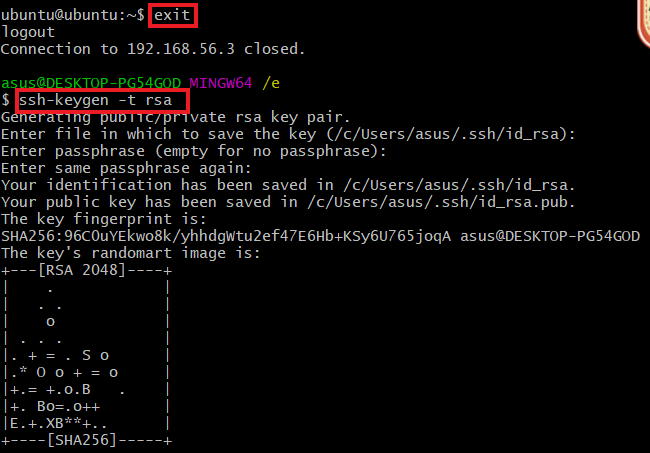 ubuntu@ubuntu:~$ exit
logout
Connection to 192.168.56.3 closed.
asus@DESKTOP-PG54GOD MINGW64 /e
$ ssh-keygen -t rsa
Generating public/private rsa key pair.
Enter file in which to save the key (/c/Users/asus/.ssh/id_rsa):
Enter passphrase (empty for no passphrase):
Enter same passphrase again:
Your identification has been saved in /c/Users/asus/.ssh/id_rsa.
Your public key has been saved in /c/Users/asus/.ssh/id_rsa.pub.
The key fingerprint is:
SHA256:96COuYEkwo8k/yhhdgWtu2ef47E6Hb+KSy6U765joqA asus@DESKTOP-PG54GOD
The key's randomart image is:
+---[RSA 2048]----+
|     .           |
|    . .          |
|     o           |
| . . .           |
|. + = . S o      |
|.* O o + = o     |
|+.= +.o.B   .    |
|+. Bo=.o++       |
|E.+.XB**+..      |
+----[SHA256]-----+